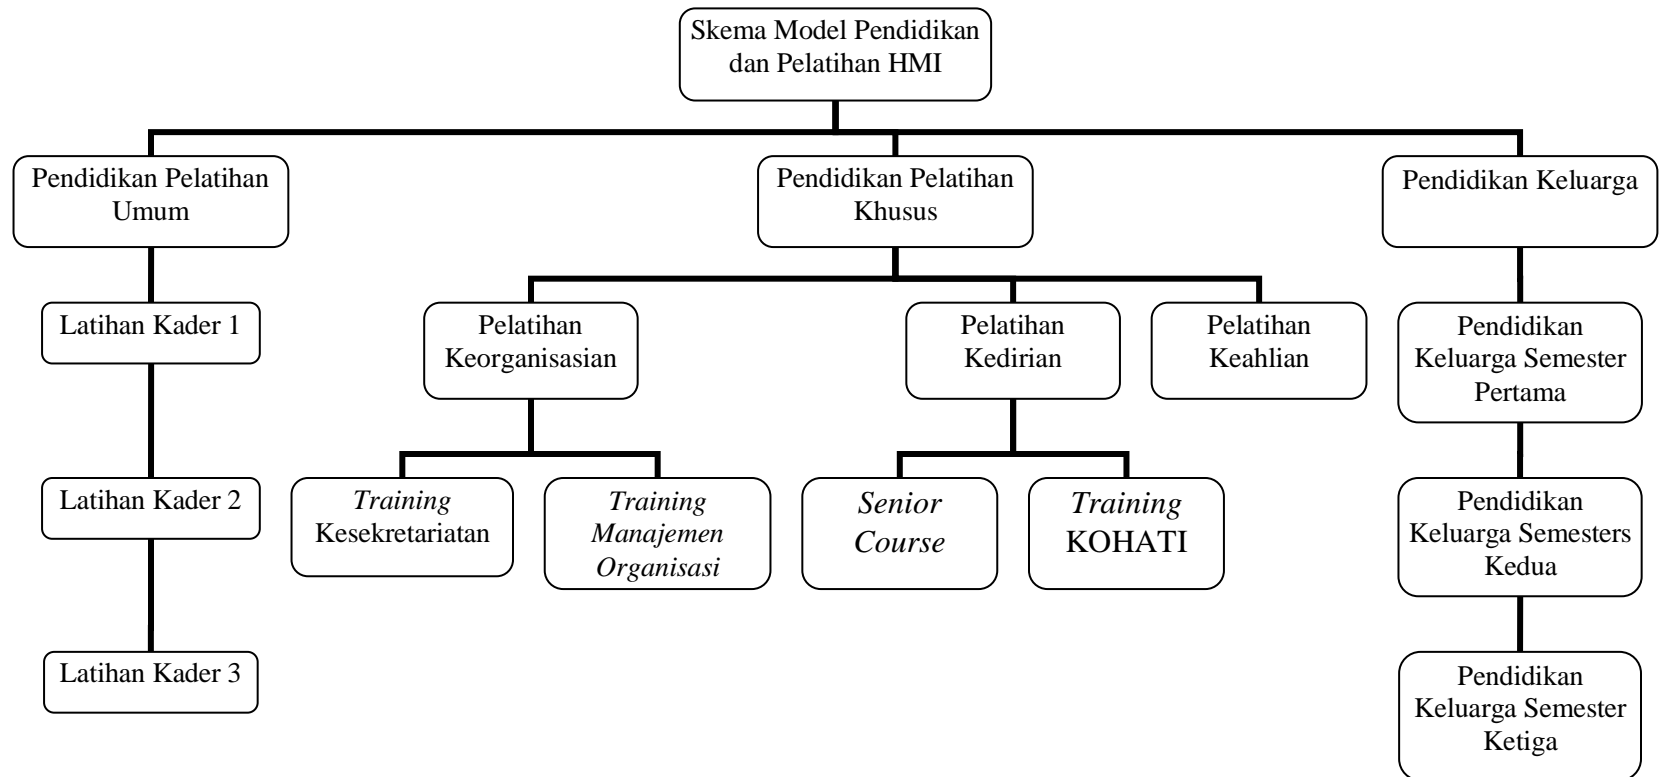 Skema Model Pendidikan
dan Pelatihan HMI
Pendidikan Pelatihan
Umum
Pendidikan Pelatihan
Khusus
Pendidikan Keluarga
Latihan Kader 1
Pelatihan
Keorganisasian
Pelatihan
Kedirian
Pelatihan
Keahlian
Pendidikan
Keluarga Semester
Pertama
Latihan Kader 2
Training
Kesekretariatan
Training
Manajemen
Organisasi
Senior
Course
Training
KOHATI
Pendidikan
Keluarga Semesters
Kedua
Latihan Kader 3
Pendidikan
Keluarga Semester
Ketiga